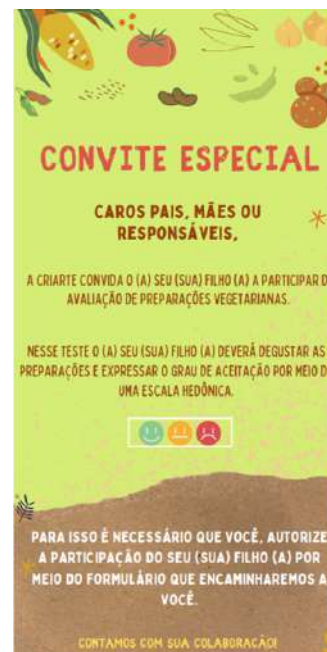 CONVITE ESPECIAL
CAROS PAIS, MÃES OU
RESPONSÁVEIS,
A CRIARTE CONVIDA O (A) SEU (SUA) FILHO (A) A PARTICIPAR D
AVALIAÇÃO DE PREPARAÇÕES VEGETARIANAS.
NESSE TESTE O (A) SEU (SUA) FILHO (A) DEVERÁ DEGUSTAR AS
PREPARAÇÕES E EXPRESSAR O GRAU DE ACEITAÇÃO POR MEIO D
UMA ESCALA HEDÔNICA.
PARA ISSO É NECESSÁRIO QUE VOCÊ, AUTORIZE
A PARTICIPAÇÃO DO SEU (SUA) FILHO (A) POR
MEIO DO FORMULÁRIO QUE ENCAMINHAREMOS A
VOCÊ.
CONTAMOS COM SUA COLABORAÇÃO!